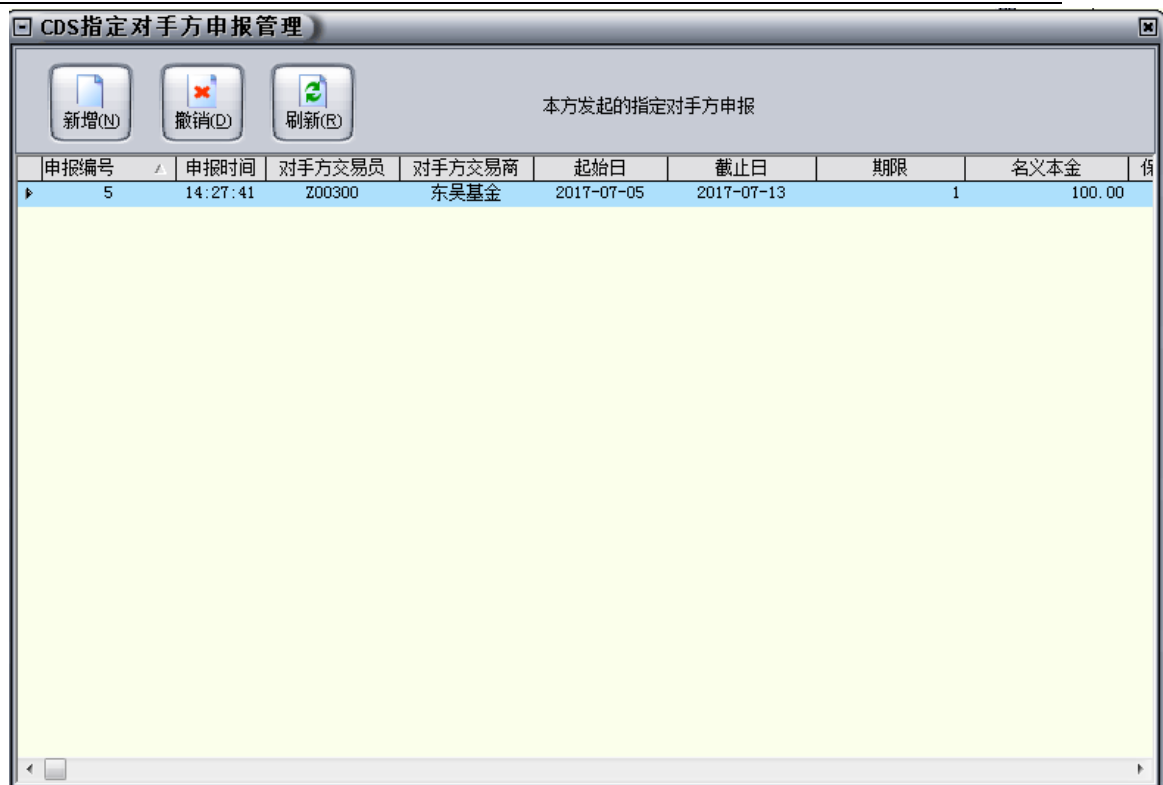 CDS指定对手方申报管理
新增(N) 撤销(D) 刷新(R) 本方发起的指定对手方申报
申报编号 申报时间 对手方交易员 对手方交易商 起始日 截止日 期限 名义本金
5 14:27:41 Z00300 东吴基金 2017-07-05 2017-07-13 1 100.00